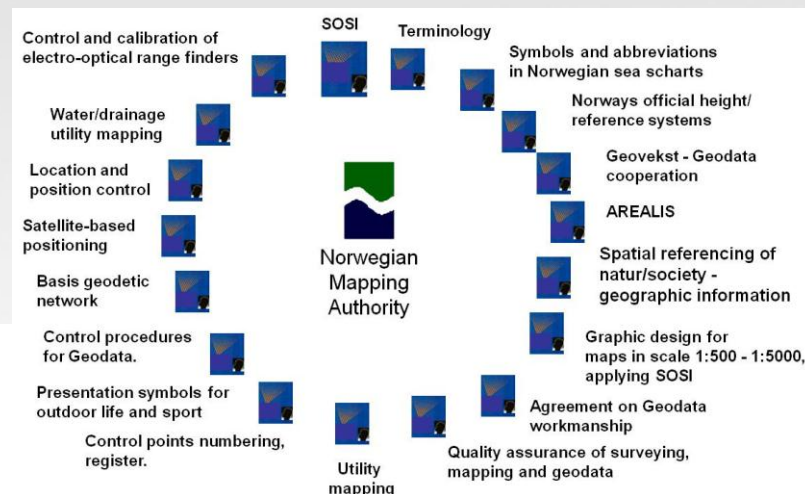 SOSI
Terminology
Symbols and abbreviations
in Norwegian sea scharts
Norways official height/
reference systems
Geovekst - Geodata
cooperation
AREALIS
Spatial referencing of
natur/society -
geographic information
Graphic design for
maps in scale 1:500 - 1:5000,
applying SOSI
Agreement on Geodata
workmanship
Quality assurance of surveying,
mapping and geodata
Utility
mapping
Control points numbering,
register.
Presentation symbols for
outdoor life and sport
Control procedures
for Geodata.
Basis geodetic
network
Satellite-based
positioning
Location and
position control
Water/drainage
utility mapping
Control and calibration of
electro-optical range finders
Norwegian
Mapping
Authority